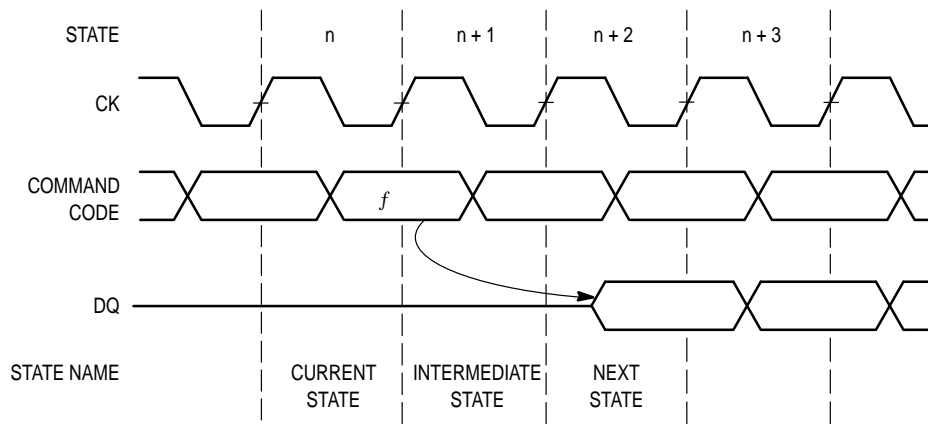 STATE n n + 1 n + 2 n + 3
CK
COMMAND
CODE
f
DQ
STATE NAME
CURRENT
STATE
INTERMEDIATE
STATE
NEXT
STATE